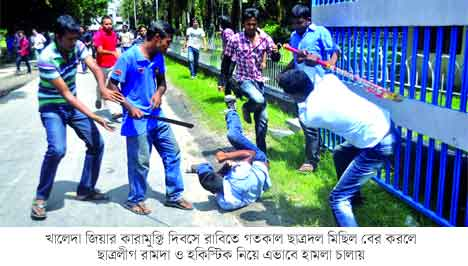 খালেদা জিয়ার কারামুক্তি দিবসে রাবিতে গতকাল ছাত্রদল মিছিল বের করলে
ছাত্রলীগ রামদা ও হকিস্টিক নিয়ে এভাবে হামলা চালায়